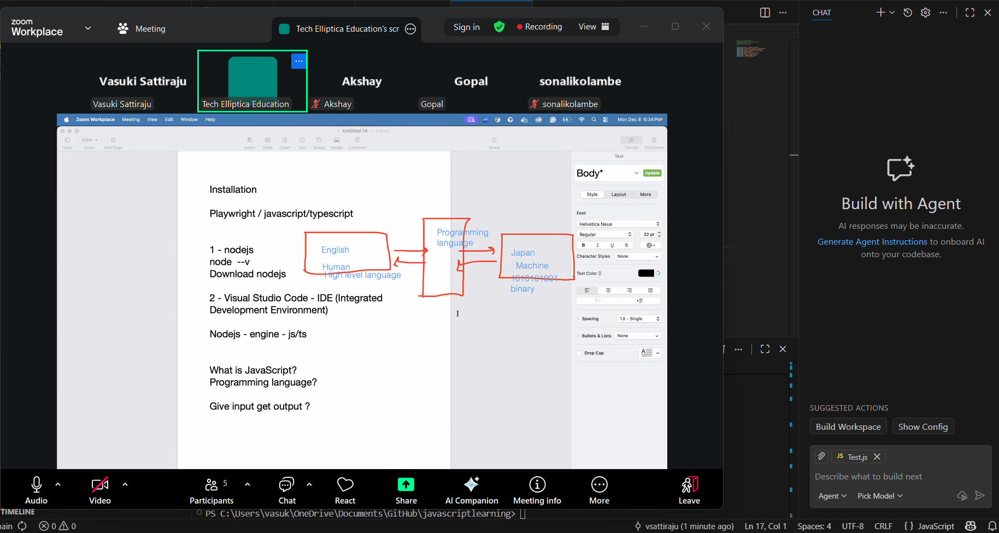 zoom
Workplace
Meeting
Tech Elliptica Education's scr
Sign in
Recording
View
CHAT
Vasuki Sattiraju
Akshay
Gopal
sonalikolambe
Vasuki Sattiraju
Tech Elliptica Education
Akshay
Gopal
sonalikolambe
Zoom Workplace Meeting View Edit Window Help
Mon Dec 8 6:34PM
Untitled 14 — Edited
125%
View Zoom Add Page Insert Table Chart Text Shape Media Comment Share Format Document
Text
Body*
Update
Style Layout More
Font
Helvetica Neue
Regular
22 pt
B I U S
Character Styles None
Text Color
Spacing 1.0 - Single
Bullets & Lists None
Drop Cap
Installation
Playwright / javascript/typescript
1 - nodejs
node --v
Download nodejs
2 - Visual Studio Code - IDE (Integrated
Development Environment)
Nodejs - engine - js/ts
What is JavaScript?
Programming language?
Give input get output ?
English
Human
High level language
Programming
language
Japan
Machine
1010101001
binary
Build with Agent
AI responses may be inaccurate.
Generate Agent Instructions to onboard AI
onto your codebase.
SUGGESTED ACTIONS
Build Workspace
Show Config
JS Test.js
Describe what to build next
Agent
Pick Model
Audio
Video
5
Participants
Chat
React
Share
AI Companion
Meeting info
More
Leave
TIMELINE
PS C:\Users\vasuk\OneDrive\Documents\GitHub\javascriptlearning>
ain
0 0
vsattiraju (1 minute ago)
Ln 17, Col 1
Spaces: 4
UTF-8
CRLF
{ } JavaScript